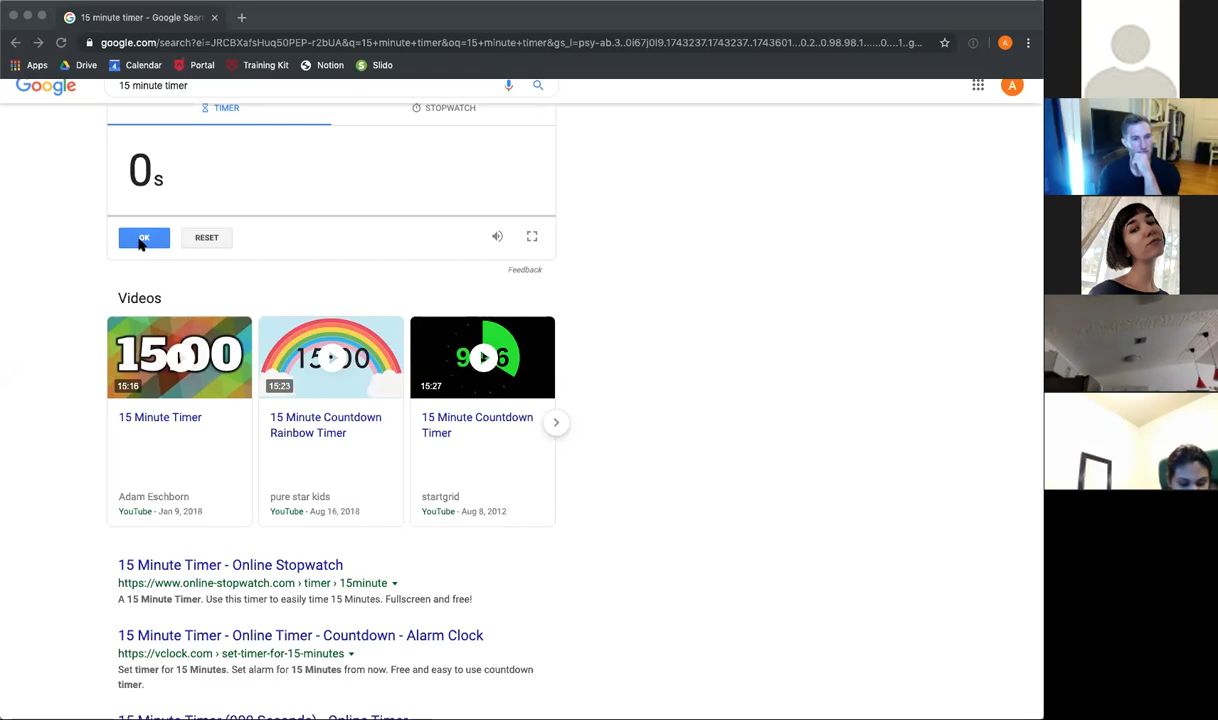 15 minute timer - Google Sear
google.com/search?ei=JRCBXafsHuq50PEP-r2bUA&q=15+minute+timer&oq=15+minute+timer&gs_l=psy-ab.3..0i67j0l9.1743237.1743237..1743601...0.2..0.98.98.1......0....1..g...
Apps Drive Calendar Portal Training Kit Notion Slido
Google 15 minute timer A
TIMER STOPWATCH
0s
OK RESET
Feedback
Videos
15:00 15:00
15:16 15:23 15:27
15 Minute Timer
15 Minute Countdown Rainbow Timer
15 Minute Countdown Timer
Adam Eschborn pure star kids startgrid
YouTube - Jan 9, 2018 YouTube - Aug 16, 2018 YouTube - Aug 8, 2012
15 Minute Timer - Online Stopwatch
https://www.online-stopwatch.com › timer › 15minute
A 15 Minute Timer. Use this timer to easily time 15 Minutes. Fullscreen and free!
15 Minute Timer - Online Timer - Countdown - Alarm Clock
https://vclock.com › set-timer-for-15-minutes
Set timer for 15 Minutes. Set alarm for 15 Minutes from now. Free and easy to use countdown
timer.
15 Minute Timer (900 Seconds) - Online Timer